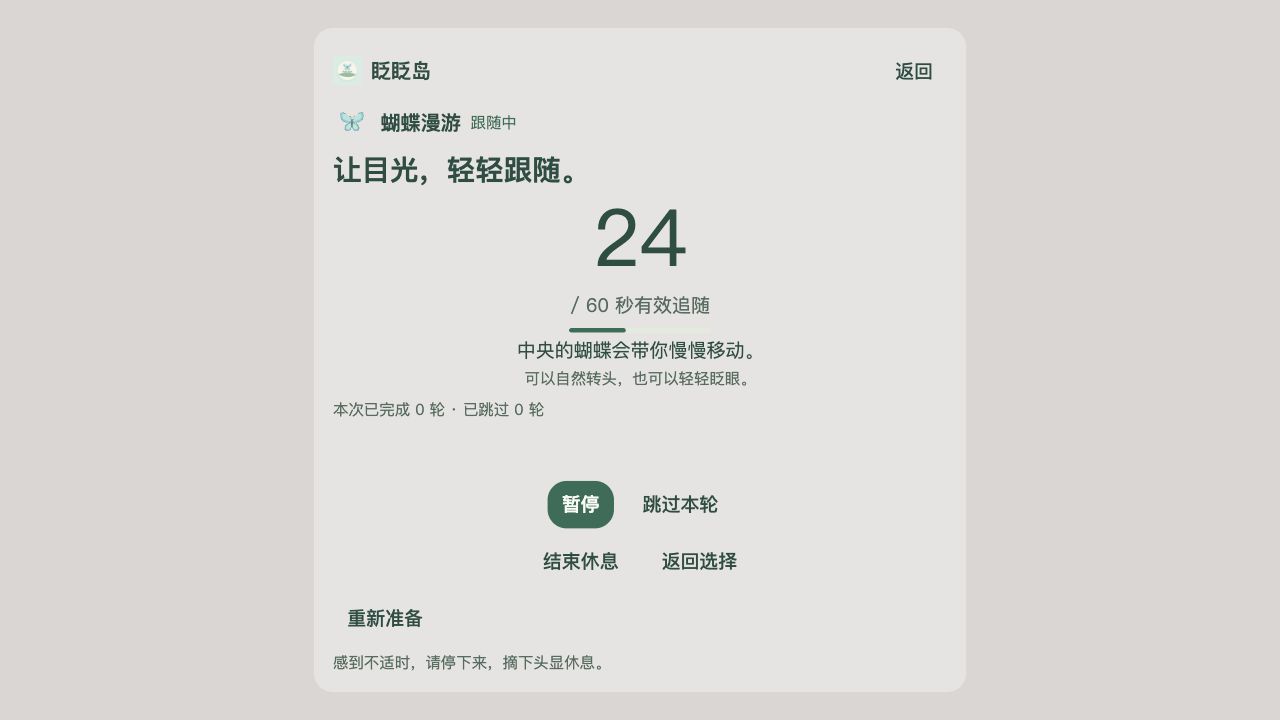 眨眨岛 返回
蝴蝶漫游 跟随中
让目光，轻轻跟随。
24
/ 60 秒有效追随
中央的蝴蝶会带你慢慢移动。
可以自然转头，也可以轻轻眨眼。
本次已完成 0 轮 · 已跳过 0 轮
暂停 跳过本轮
结束休息 返回选择
重新准备
感到不适时，请停下来，摘下头显休息。